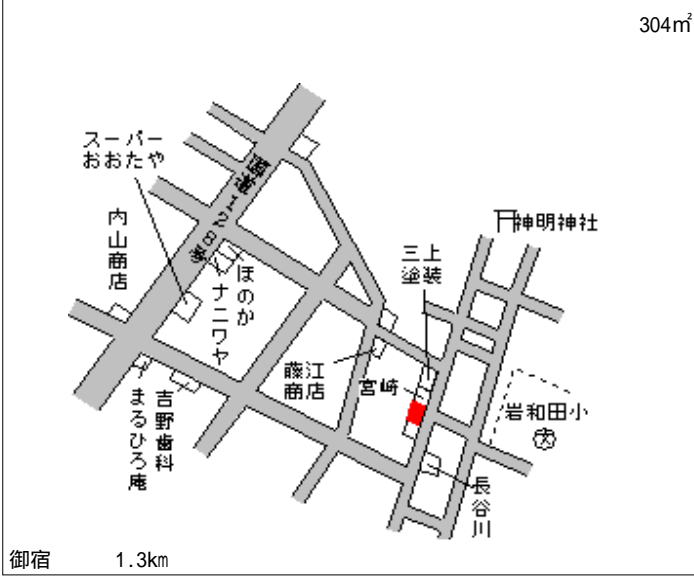 304㎡
スーパー
おおたや
国道128号
内山商店
ほのか
ナニワヤ
神明神社
三上
塗装
藤江
商店
宮崎
岩和田小
文
まるひろ庵
吉野歯科
長谷川
御宿 1.3km